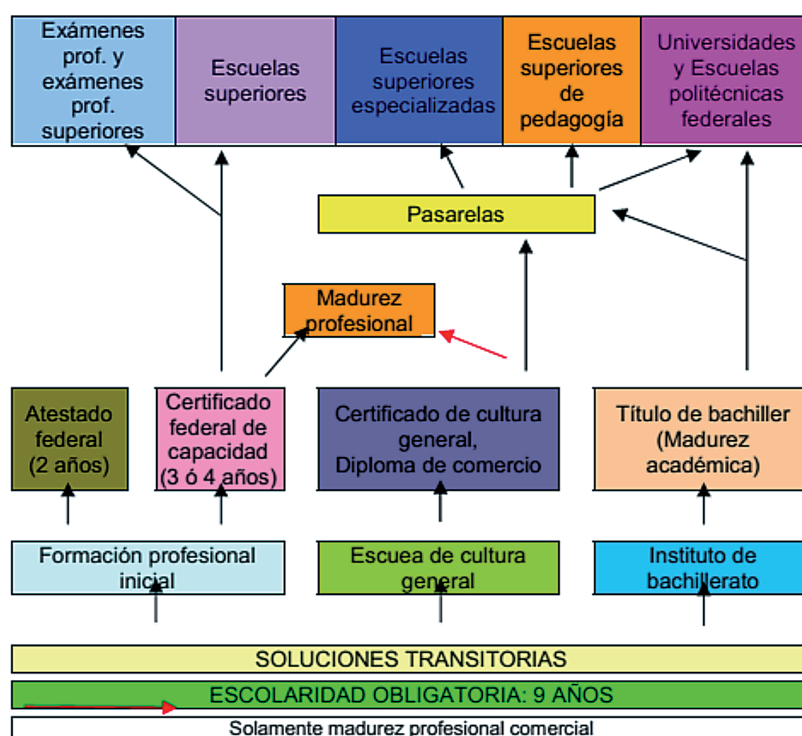 Exámenes
prof. y
exámenes
prof.
superiores
Escuelas
superiores
Escuelas
superiores
especializadas
Escuelas
superiores
de
pedagogía
Universidades
y Escuelas
politécnicas
federales
Pasarelas
Madurez
profesional
Atestado
federal
(2 años)
Certificado
federal de
capacidad
(3 ó 4 años)
Certificado de cultura
general,
Diploma de comercio
Título de bachiller
(Madurez
académica)
Formación profesional
inicial
Escuea de cultura
general
Instituto de
bachillerato
SOLUCIONES TRANSITORIAS
ESCOLARIDAD OBLIGATORIA: 9 AÑOS
Solamente madurez profesional comercial